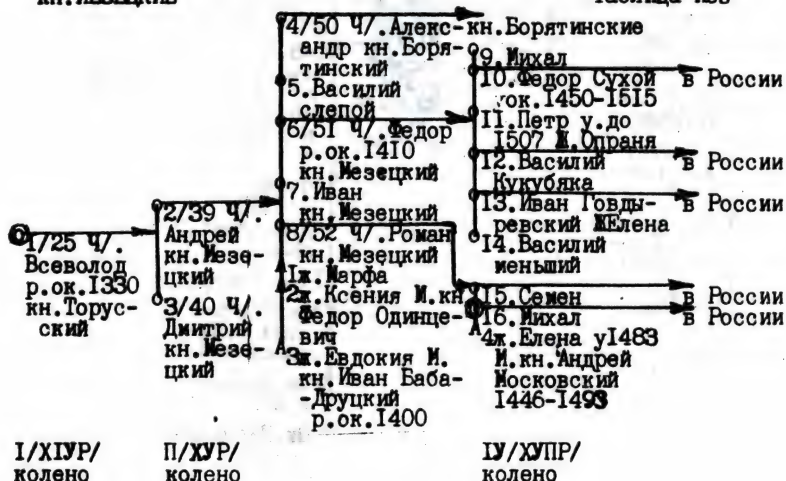 4/50 Ч/.Алекс-кн.Борятинские
андр кн.Боря-
тинский
5.Василий
слепой
6/51 Ч/.Федор
р.ок.1410
кн.Мезецкий
7.Иван
кн.Мезецкий
8/52 Ч/.Роман
кн.Мезецкий
1ж.Марфа
2ж.Ксения М.кн
Федор Одинце-
вич
3ж.Евдокия И.
кн.Иван Баба-
-Друцкий
р.ок.1400
9.Михал
10.Федор Сухой в России
ок.1450-1515
11.Петр у.до
1507 Ж.Опраня
12.Василий в России
Кукубяка
13.Иван Говды- в России
ревский ЖЕлена
14.Василий
меньший
15.Семен в России
16.Михал в России
4ж.Елена у1483
И.кн.Андрей
Московский
1446-1493
1/25 Ч/.
Всеволод
р.ок.1330
кн.Торус-
ский
2/39 Ч/.
Андрей
кн.Мезе-
цкий
3/40 Ч/.
Дмитрий
кн.Мезе-
цкий
I/XIУР/
колено
П/ХУР/
колено
IУ/ХУПР/
колено